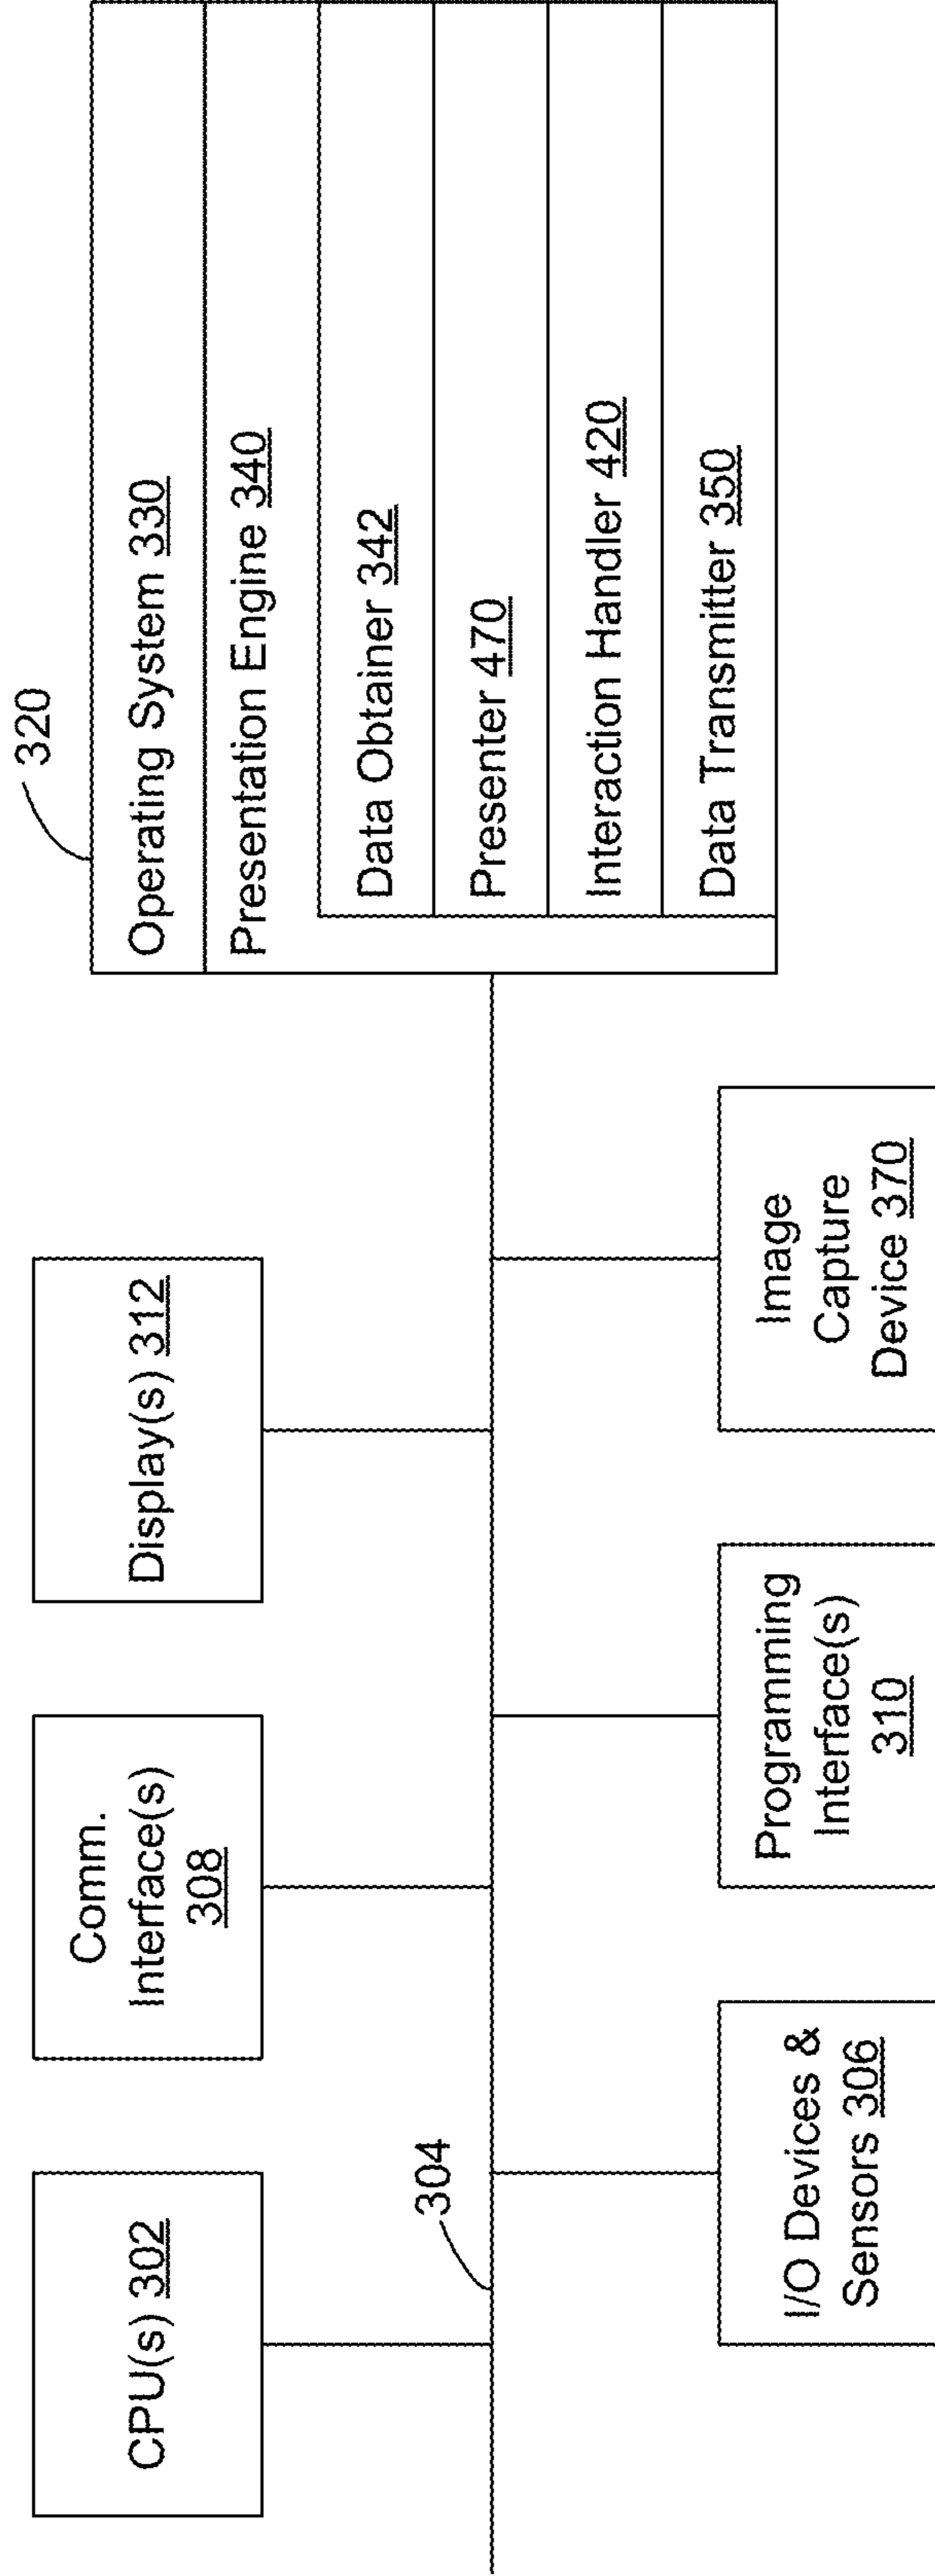 CPU(s) 302
Comm.
Interface(s)
308
Display(s) 312
304
I/O Devices &
Sensors 306
Programming
Interface(s)
310
Image
Capture
Device 370
320
Operating System 330
Presentation Engine 340
Data Obtainer 342
Presenter 470
Interaction Handler 420
Data Transmitter 350